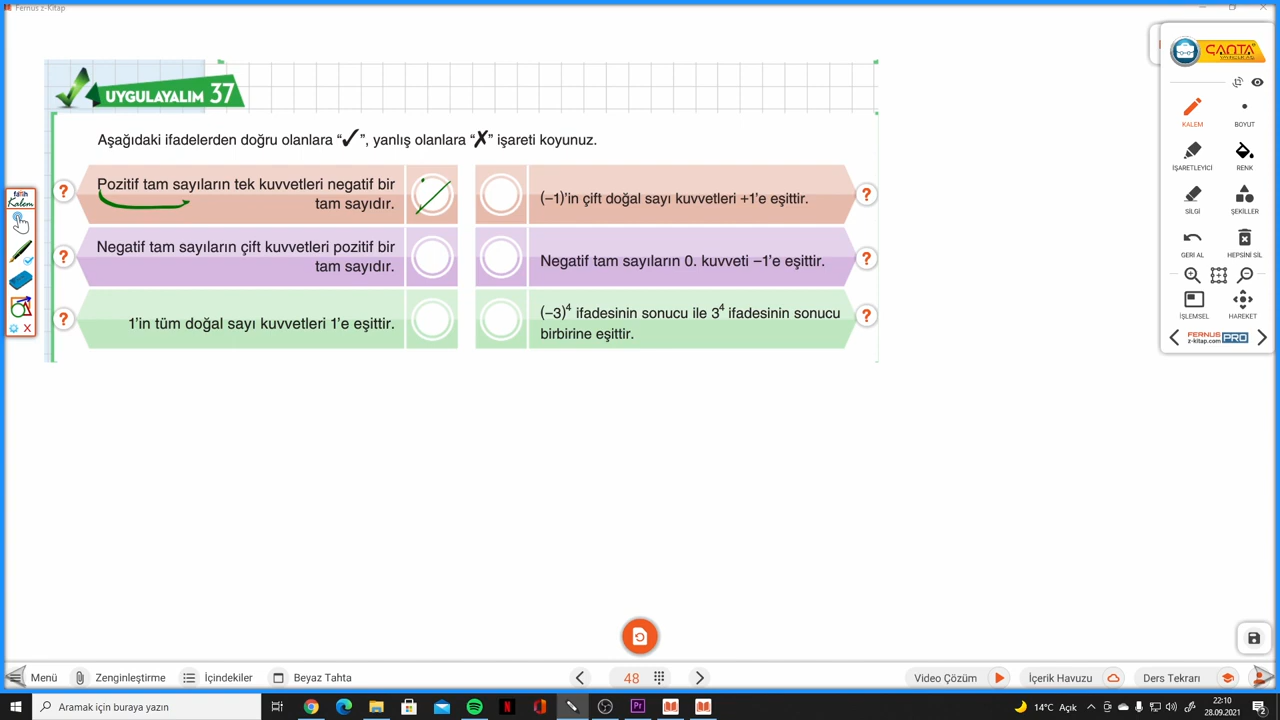 Fernus z-Kitap
UYGULAYALIM 37
Aşağıdaki ifadelerden doğru olanlara “✓”, yanlış olanlara “✗” işareti koyunuz.
Pozitif tam sayıların tek kuvvetleri negatif bir
tam sayıdır.
(–1)’in çift doğal sayı kuvvetleri +1’e eşittir.
Negatif tam sayıların çift kuvvetleri pozitif bir
tam sayıdır.
Negatif tam sayıların 0. kuvveti –1’e eşittir.
1’in tüm doğal sayı kuvvetleri 1’e eşittir.
(–3)⁴ ifadesinin sonucu ile 3⁴ ifadesinin sonucu
birbirine eşittir.
fatih
Kalem
ÇANTA
KALEM
BOYUT
İŞARETLEYİCİ
RENK
SİLGİ
ŞEKİLLER
GERİ AL
HEPSİNİ SİL
İŞLEMSEL
HAREKET
FERNUS
z-kitap.com PRO
Menü
Zenginleştirme
İçindekiler
Beyaz Tahta
48
Video Çözüm
İçerik Havuzu
Ders Tekrarı
Aramak için buraya yazın
14°C Açık
22:10
28.09.2021
2